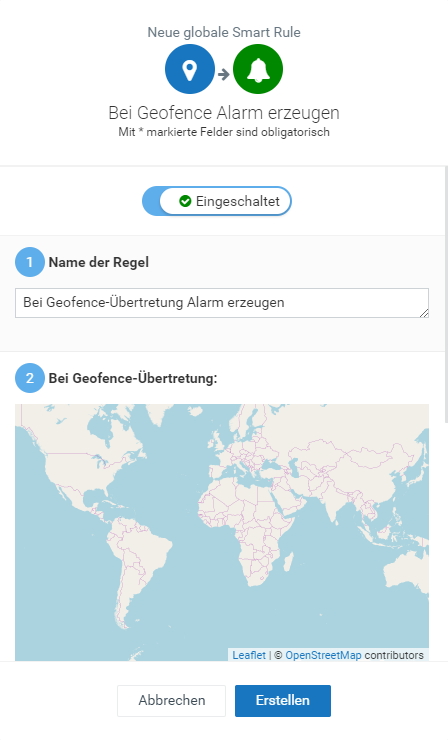 Neue globale Smart Rule
Bei Geofence Alarm erzeugen
Mit * markierte Felder sind obligatorisch
Eingeschaltet
1 Name der Regel
Bei Geofence-Übertretung Alarm erzeugen
2 Bei Geofence-Übertretung:
Leaflet | © OpenStreetMap contributors
Abbrechen Erstellen